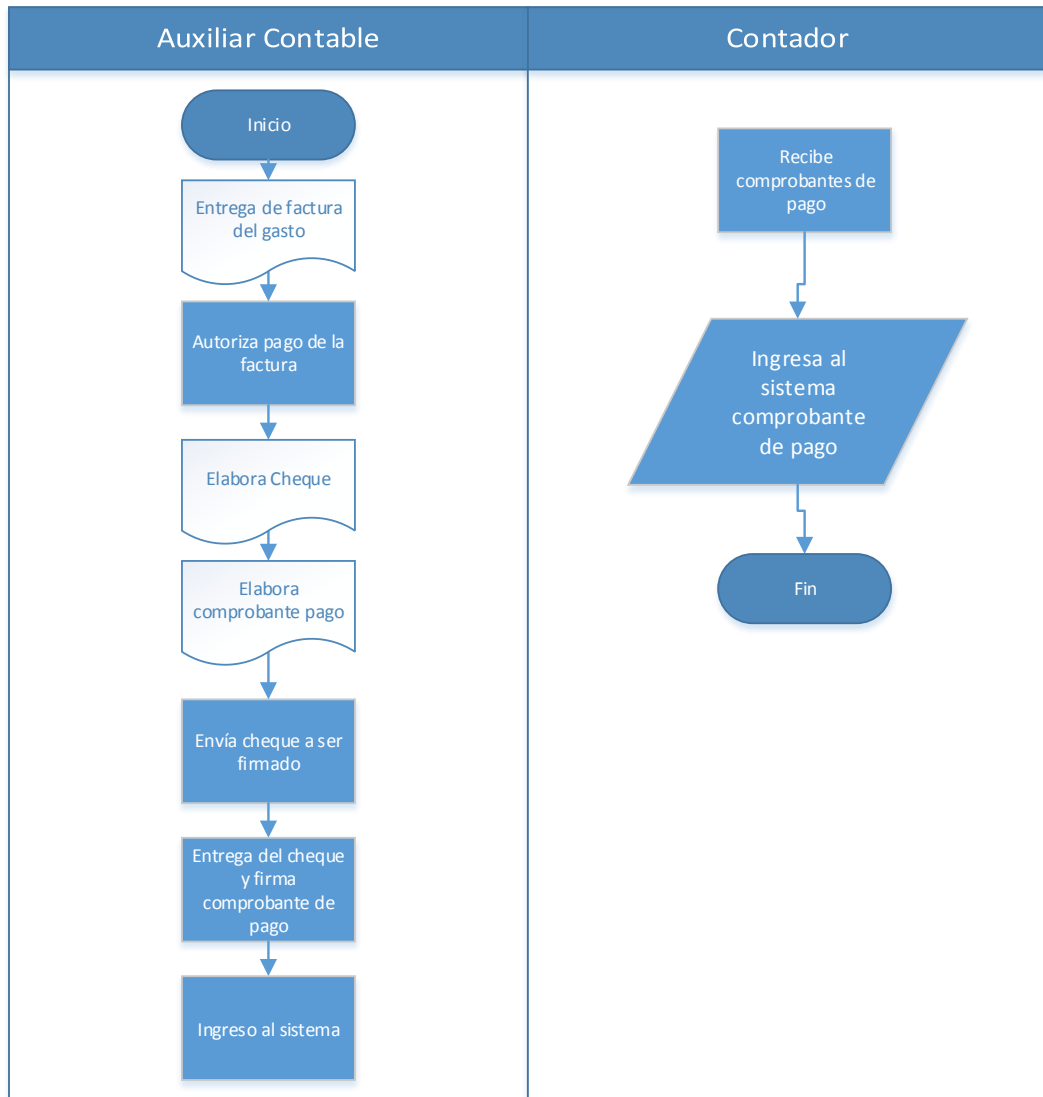 Auxiliar Contable
Contador
Inicio
Entrega de factura
del gasto
Autoriza pago de la
factura
Elabora Cheque
Elabora
comprobante pago
Envía cheque a ser
firmado
Entrega del cheque
y firma
comprobante de
pago
Ingreso al sistema
Recibe
comprobantes de
pago
Ingresa al
sistema
comprobante
de pago
Fin